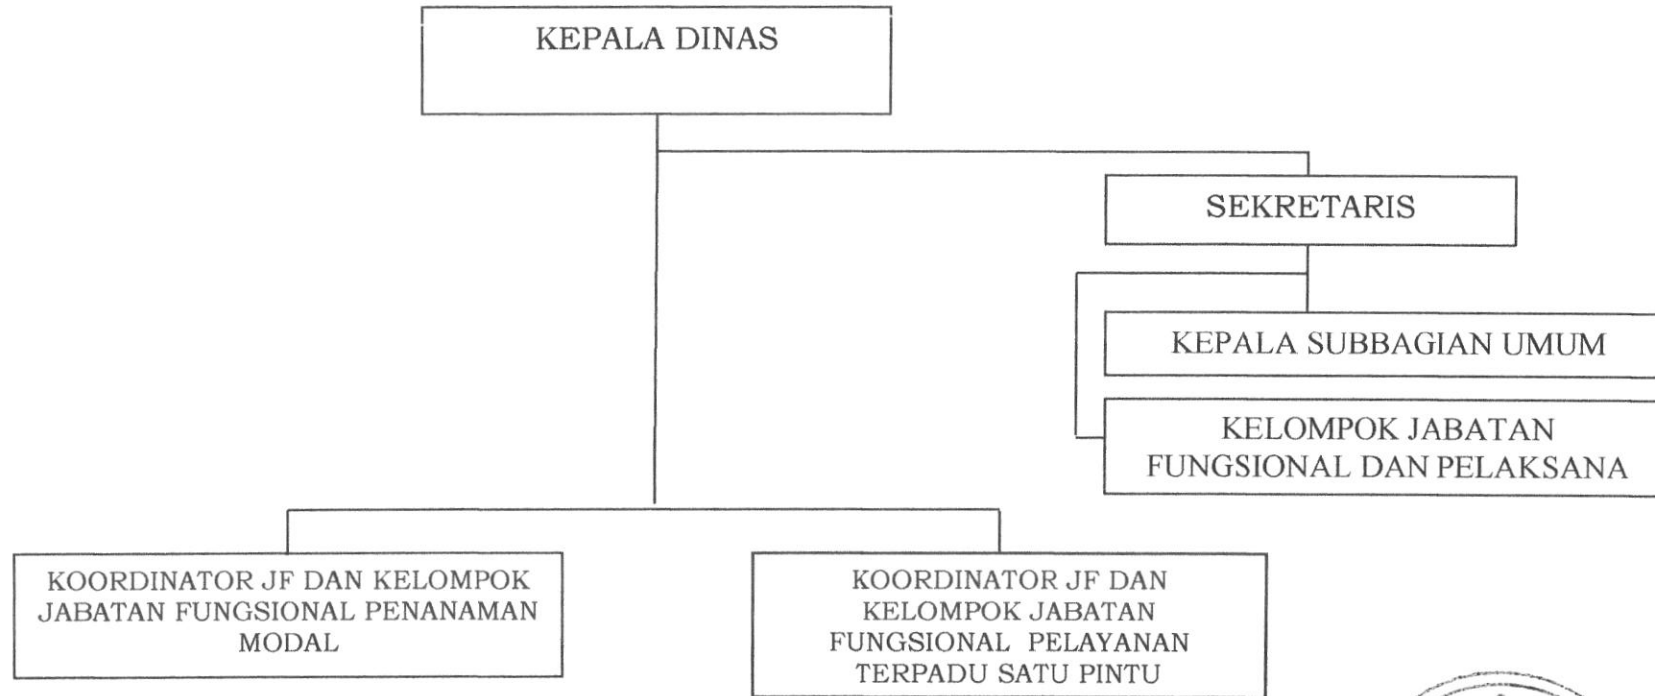 KEPALA DINAS
SEKRETARIS
KEPALA SUBBAGIAN UMUM
KELOMPOK JABATAN
FUNGSIONAL DAN PELAKSANA
KOORDINATOR JF DAN KELOMPOK
JABATAN FUNGSIONAL PENANAMAN
MODAL
KOORDINATOR JF DAN
KELOMPOK JABATAN
FUNGSIONAL PELAYANAN
TERPADU SATU PINTU